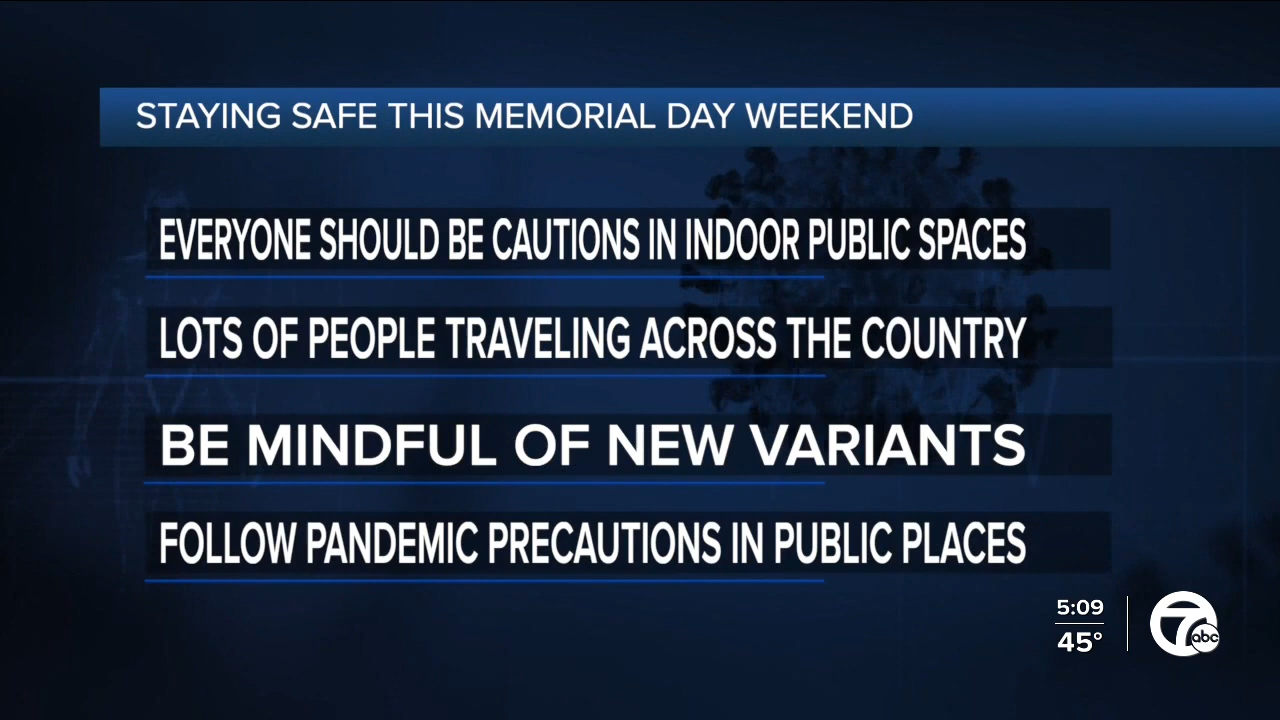 STAYING SAFE THIS MEMORIAL DAY WEEKEND
EVERYONE SHOULD BE CAUTIONS IN INDOOR PUBLIC SPACES
LOTS OF PEOPLE TRAVELING ACROSS THE COUNTRY
BE MINDFUL OF NEW VARIANTS
FOLLOW PANDEMIC PRECAUTIONS IN PUBLIC PLACES
5:09
45°
7 abc